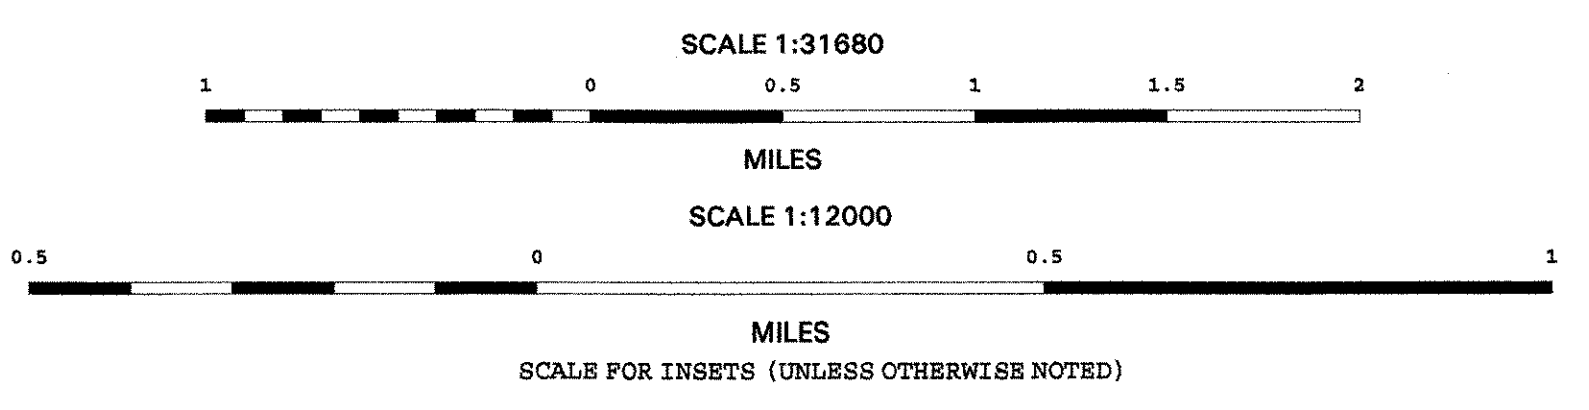 SCALE 1:31680
1 0 0.5 1 1.5 2
MILES
SCALE 1:12000
0.5 0 0.5 1
MILES
SCALE FOR INSETS (UNLESS OTHERWISE NOTED)